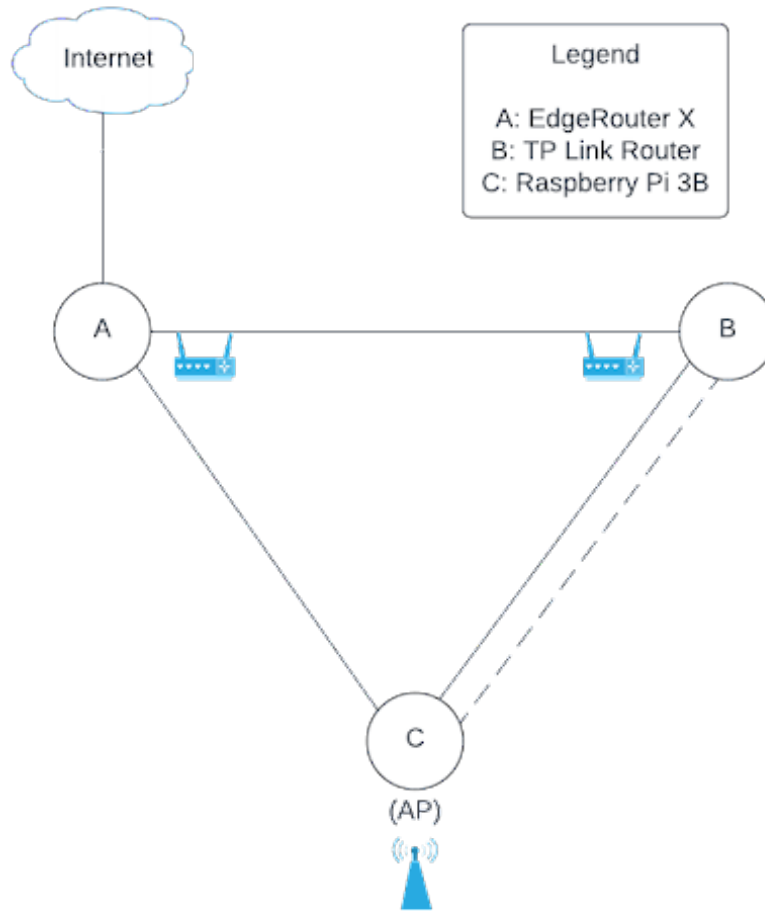 Internet
Legend
A: EdgeRouter X
B: TP Link Router
C: Raspberry Pi 3B
A
B
C
(AP)